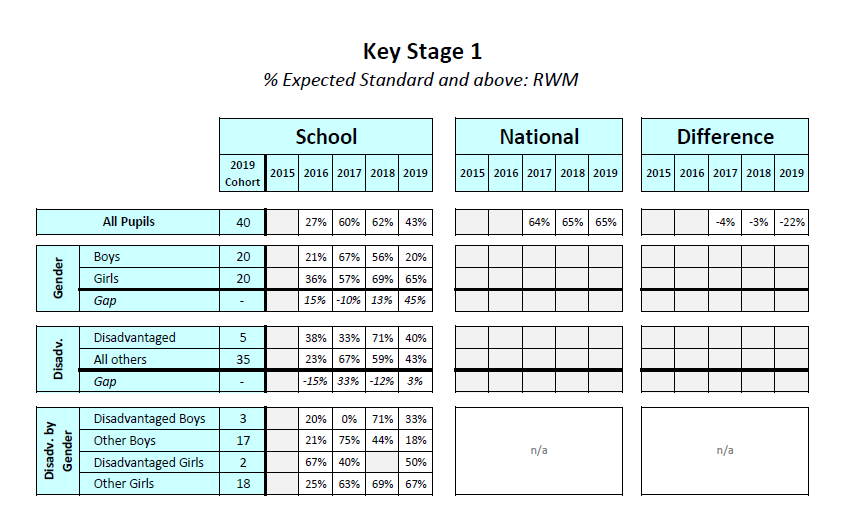 Key Stage 1
% Expected Standard and above: RWM
School National Difference
2019 Cohort 2015 2016 2017 2018 2019 2015 2016 2017 2018 2019 2015 2016 2017 2018 2019
All Pupils 40 27% 60% 62% 43% 64% 65% 65% -4% -3% -22%
Gender
Boys 20 21% 67% 56% 20%
Girls 20 36% 57% 69% 65%
Gap - 15% -10% 13% 45%
Disadv.
Disadvantaged 5 38% 33% 71% 40%
All others 35 23% 67% 59% 43%
Gap - -15% 33% -12% 3%
Disadv. by Gender
Disadvantaged Boys 3 20% 0% 71% 33%
Other Boys 17 21% 75% 44% 18%
n/a n/a
Disadvantaged Girls 2 67% 40% 50%
Other Girls 18 25% 63% 69% 67%